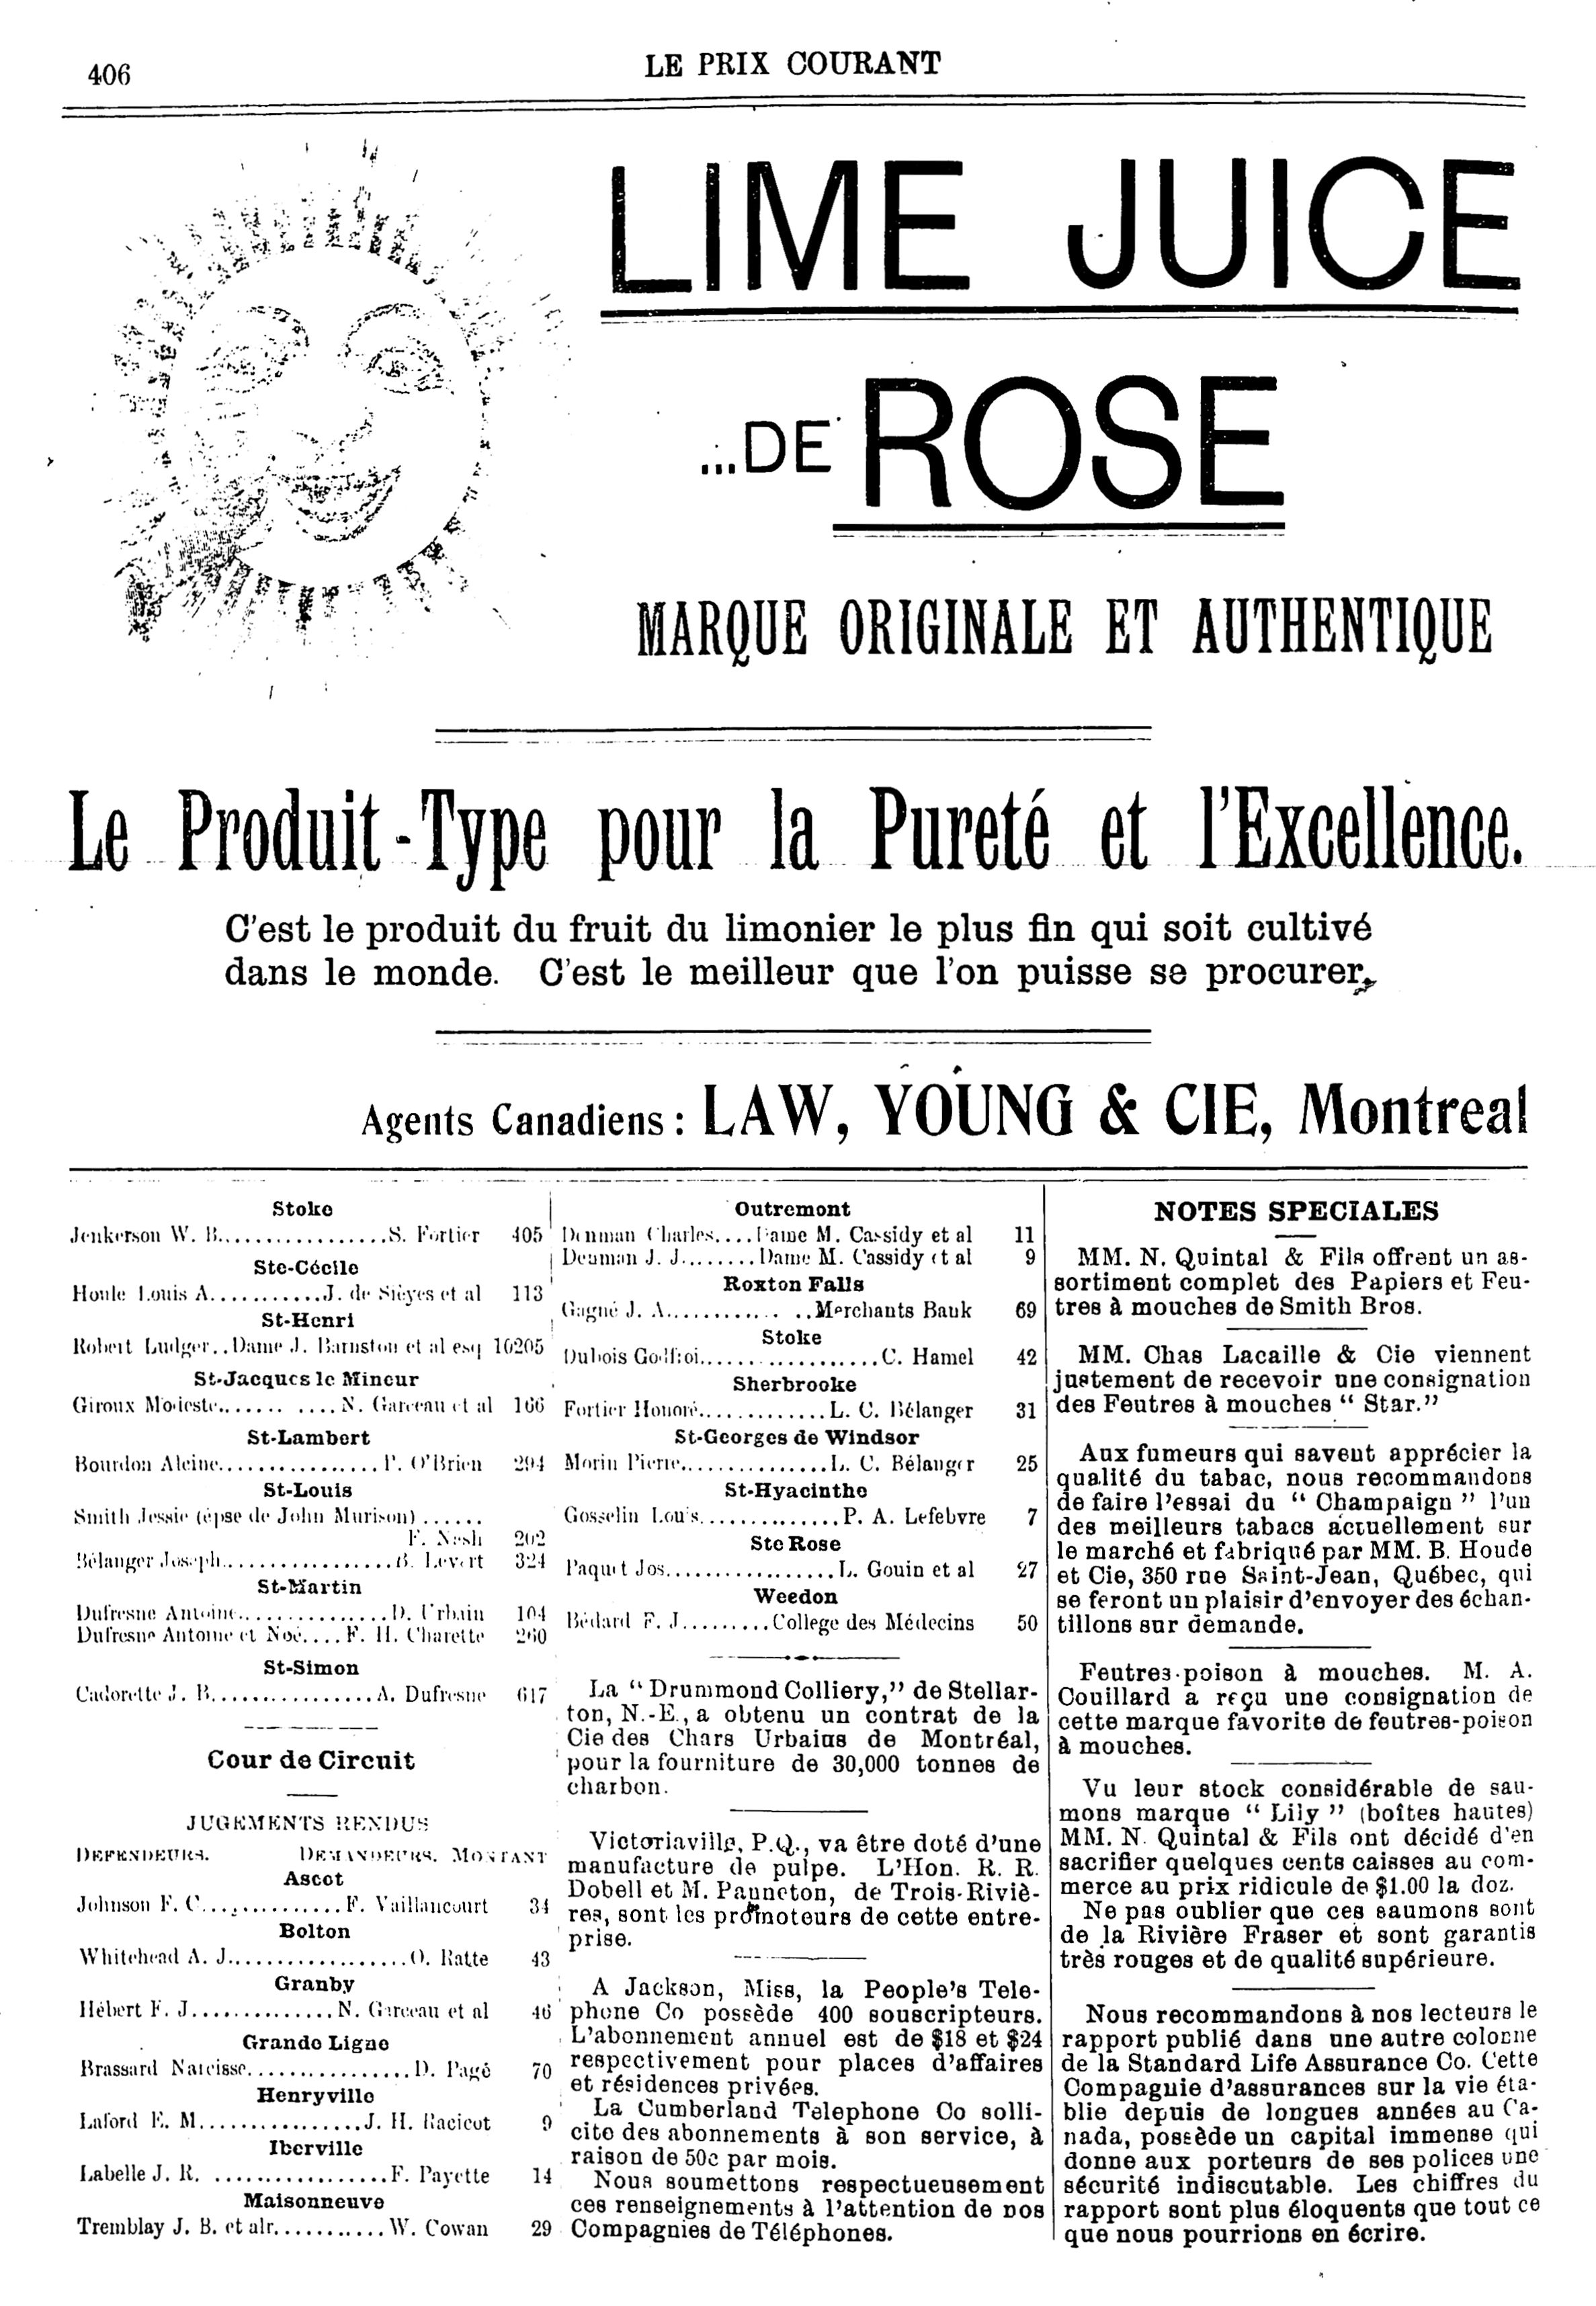 406
LE PRIX COURANT
LIME JUICE
...DE ROSE
MARQUE ORIGINALE ET AUTHENTIQUE
Le Produit-Type pour la Pureté et l'Excellence.
C'est le produit du fruit du limonier le plus fin qui soit cultivé
dans le monde. C'est le meilleur que l'on puisse se procurer.
Agents Canadiens: LAW, YOUNG & CIE, Montreal
Stoke
Jenkerson W. B................S. Fortier 405
Ste-Cécile
Houle Louis A...........J. de Sièyes et al 113
St-Henri
Robert Ludger..Dame J. Barnston et al esq 10205
St-Jacques le Mineur
Giroux Modeste....... ....N. Garceau et al 166
St-Lambert
Bourdon Alcine................P. O'Brien 294
St-Louis
Smith Jessie (épse de John Murison)......
F. Nash 202
Bélanger Joseph.................B. Levert 324
St-Martin
Dufresne Antoine...............D. Urbain 104
Dufresne Antoine et Noé....F. H. Charette 260
St-Simon
Cadorette J. B................A. Dufresne 617
Cour de Circuit
JUGEMENTS RENDUS
DEFENDEURS. DEMANDEURS. MONTANT
Ascot
Johnson F. C..............F. Vaillancourt 34
Bolton
Whitehead A. J..................O. Ratte 43
Granby
Hébert F. J..............N. Garceau et al 46
Grande Ligne
Brassard Narcisse................D. Pagé 70
Henryville
Laford E. M................J. H. Racicot 9
Iberville
Labelle J. R. .................F. Payette 14
Maisonneuve
Tremblay J. B. et alr...........W. Cowan 29
Outremont
Denman Charles....Dame M. Cassidy et al 11
Deaman J. J........Dame M. Cassidy et al 9
Roxton Falls
Gagné J. A........... ..Merchants Bank 69
Stoke
Dubois Godfroi..................C. Hamel 42
Sherbrooke
Fortier Honoré.............L. C. Bélanger 31
St-Georges de Windsor
Morin Pierre...............L. C. Bélanger 25
St-Hyacinthe
Gosselin Louis..............P. A. Lefebvre 7
Ste Rose
Paquet Jos.................L. Gouin et al 27
Weedon
Bédard F. J.........College des Médecins 50
La “Drummond Colliery,” de Stellar-
ton, N.-E., a obtenu un contrat de la
Cie des Chars Urbains de Montréal,
pour la fourniture de 30,000 tonnes de
charbon.
Victoriaville, P.Q., va être doté d'une
manufacture de pulpe. L'Hon. R. R.
Dobell et M. Pauncton, de Trois-Riviè-
res, sont les promoteurs de cette entre-
prise.
A Jackson, Miss, la People's Tele-
phone Co possède 400 souscripteurs.
L'abonnement annuel est de $18 et $24
respectivement pour places d'affaires
et résidences privées.
La Cumberland Telephone Co solli-
cite des abonnements à son service, à
raison de 50c par mois.
Nous soumettons respectueusement
ces renseignements à l'attention de nos
Compagnies de Téléphones.
NOTES SPECIALES
MM. N. Quintal & Fils offrent un as-
sortiment complet des Papiers et Feu-
tres à mouches de Smith Bros.
MM. Chas Lacaille & Cie viennent
justement de recevoir une consignation
des Feutres à mouches “Star.”
Aux fumeurs qui savent apprécier la
qualité du tabac, nous recommandons
de faire l'essai du “Champaign” l'un
des meilleurs tabacs actuellement sur
le marché et fabriqué par MM. B. Houde
et Cie, 350 rue Saint-Jean, Québec, qui
se feront un plaisir d'envoyer des échan-
tillons sur demande.
Feutres-poison à mouches. M. A.
Couillard a reçu une consignation de
cette marque favorite de feutres-poison
à mouches.
Vu leur stock considérable de sau-
mons marque “Lily” (boîtes hautes)
MM. N. Quintal & Fils ont décidé d'en
sacrifier quelques cents caisses au com-
merce au prix ridicule de $1.00 la doz.
Ne pas oublier que ces saumons sont
de la Rivière Fraser et sont garantis
très rouges et de qualité supérieure.
Nous recommandons à nos lecteurs le
rapport publié dans une autre colonne
de la Standard Life Assurance Co. Cette
Compagnie d'assurances sur la vie éta-
blie depuis de longues années au Ca-
nada, possède un capital immense qui
donne aux porteurs de ses polices une
sécurité indiscutable. Les chiffres du
rapport sont plus éloquents que tout ce
que nous pourrions en écrire.